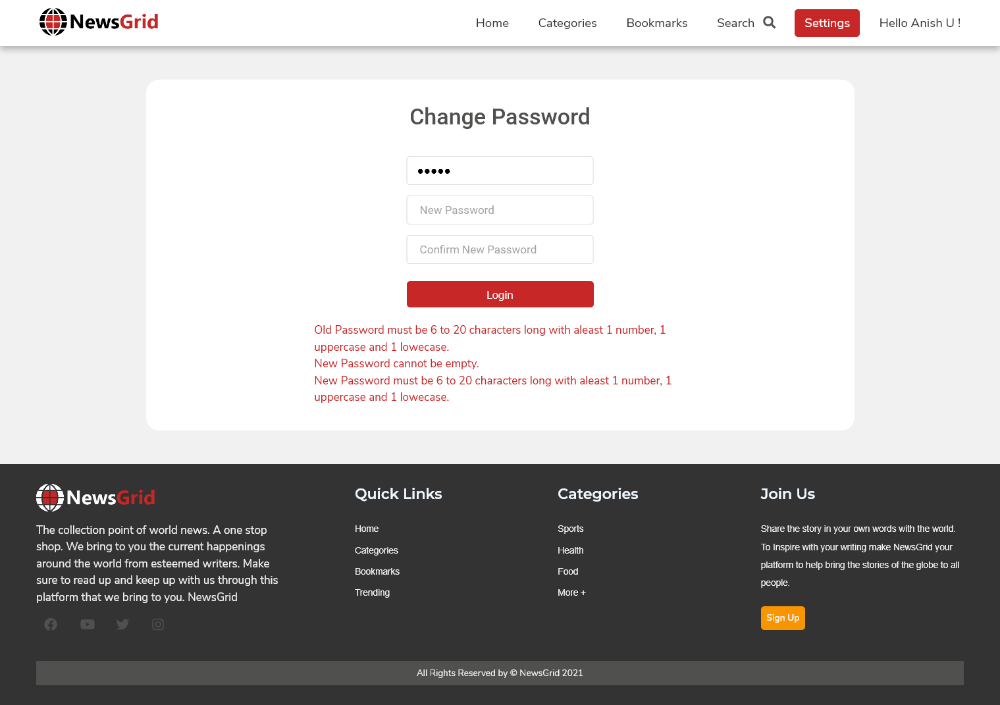 NewsGrid
Home
Categories
Bookmarks
Search
Settings
Hello Anish U !
Change Password
New Password
Confirm New Password
Login
Old Password must be 6 to 20 characters long with aleast 1 number, 1
uppercase and 1 lowecase.
New Password cannot be empty.
New Password must be 6 to 20 characters long with aleast 1 number, 1
uppercase and 1 lowecase.
NewsGrid
The collection point of world news. A one stop
shop. We bring to you the current happenings
around the world from esteemed writers. Make
sure to read up and keep up with us through this
platform that we bring to you. NewsGrid
Quick Links
Home
Categories
Bookmarks
Trending
Categories
Sports
Health
Food
More +
Join Us
Share the story in your own words with the world.
To Inspire with your writing make NewsGrid your
platform to help bring the stories of the globe to all
people.
Sign Up
All Rights Reserved by © NewsGrid 2021